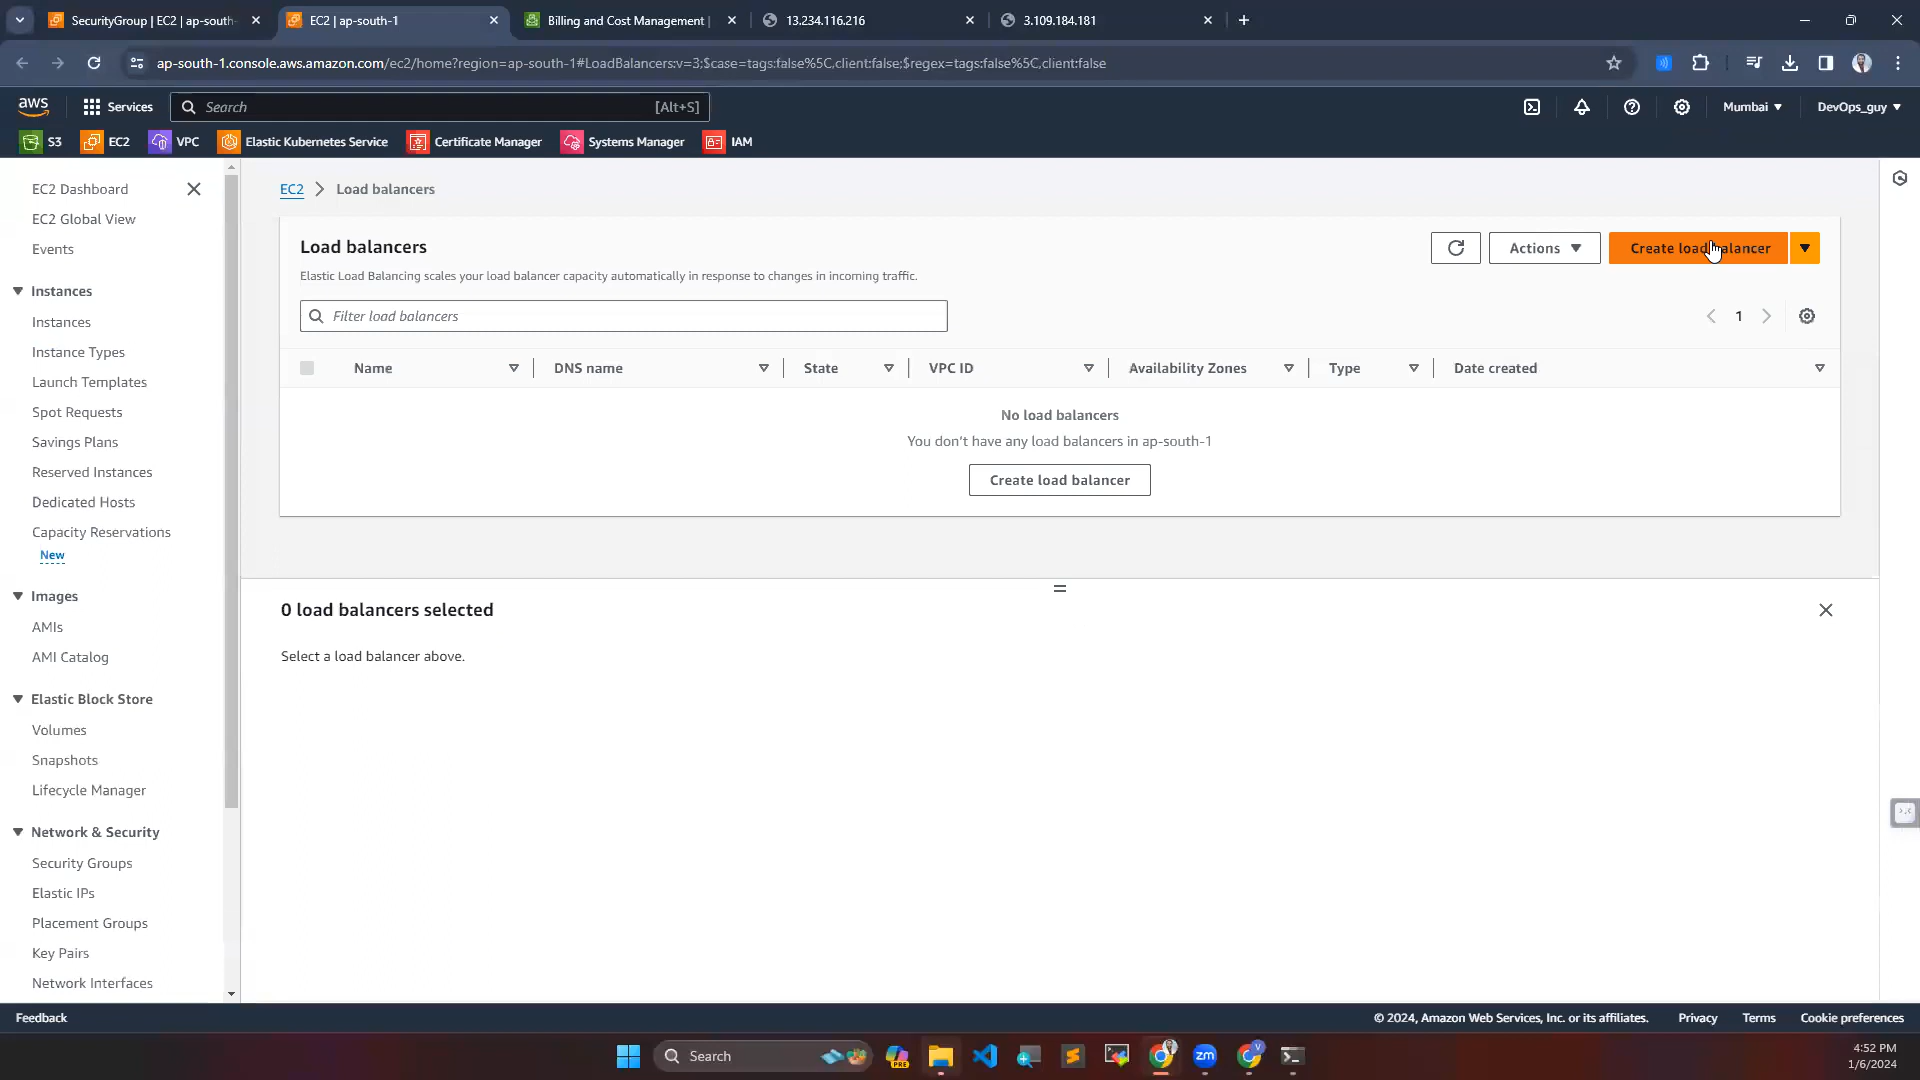 SecurityGroup | EC2 | ap-south-
EC2 | ap-south-1
Billing and Cost Management |
13.234.116.216
3.109.184.181
ap-south-1.console.aws.amazon.com/ec2/home?region=ap-south-1#LoadBalancers:v=3;$case=tags:false%5C,client:false;$regex=tags:false%5C,client:false
aws
Services
Search
[Alt+S]
Mumbai
DevOps_guy
S3
EC2
VPC
Elastic Kubernetes Service
Certificate Manager
Systems Manager
IAM
EC2 Dashboard
EC2 Global View
Events
Instances
Instances
Instance Types
Launch Templates
Spot Requests
Savings Plans
Reserved Instances
Dedicated Hosts
Capacity Reservations
New
Images
AMIs
AMI Catalog
Elastic Block Store
Volumes
Snapshots
Lifecycle Manager
Network & Security
Security Groups
Elastic IPs
Placement Groups
Key Pairs
Network Interfaces
EC2
Load balancers
Load balancers
Actions
Create load balancer
Elastic Load Balancing scales your load balancer capacity automatically in response to changes in incoming traffic.
Filter load balancers
1
Name
DNS name
State
VPC ID
Availability Zones
Type
Date created
No load balancers
You don't have any load balancers in ap-south-1
Create load balancer
0 load balancers selected
Select a load balancer above.
Feedback
© 2024, Amazon Web Services, Inc. or its affiliates.
Privacy
Terms
Cookie preferences
Search
PRE
zm
V
4:52 PM
1/6/2024